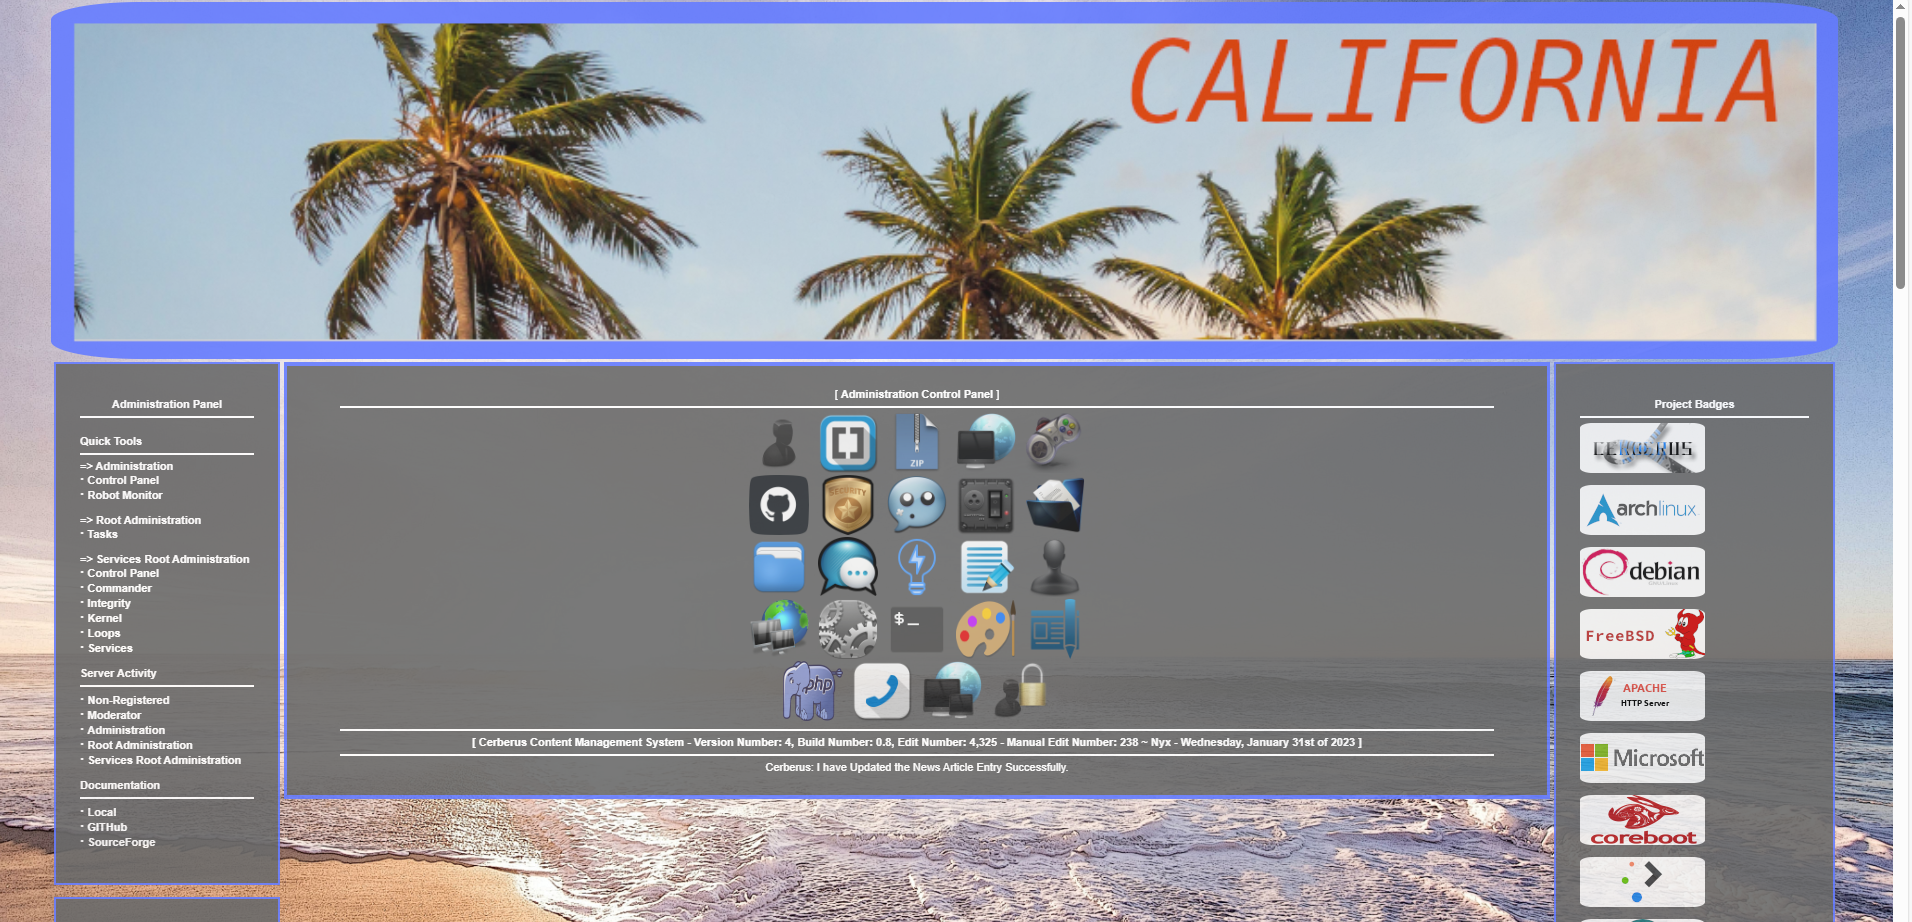 CALIFORNIA
Administration Panel
Quick Tools
=> Administration
· Control Panel
· Robot Monitor
=> Root Administration
· Tasks
=> Services Root Administration
· Control Panel
· Commander
· Integrity
· Kernel
· Loops
· Services
Server Activity
· Non-Registered
· Moderator
· Administration
· Root Administration
· Services Root Administration
Documentation
· Local
· GITHub
· SourceForge
[ Administration Control Panel ]
ZIP
SECURITY
$ _
php
[ Cerberus Content Management System - Version Number: 4, Build Number: 0.8, Edit Number: 4,325 - Manual Edit Number: 238 ~ Nyx - Wednesday, January 31st of 2023 ]
Cerberus: I have Updated the News Article Entry Successfully.
Project Badges
CERBERUS
archlinux
debian
FreeBSD
APACHE
HTTP Server
Microsoft
coreboot